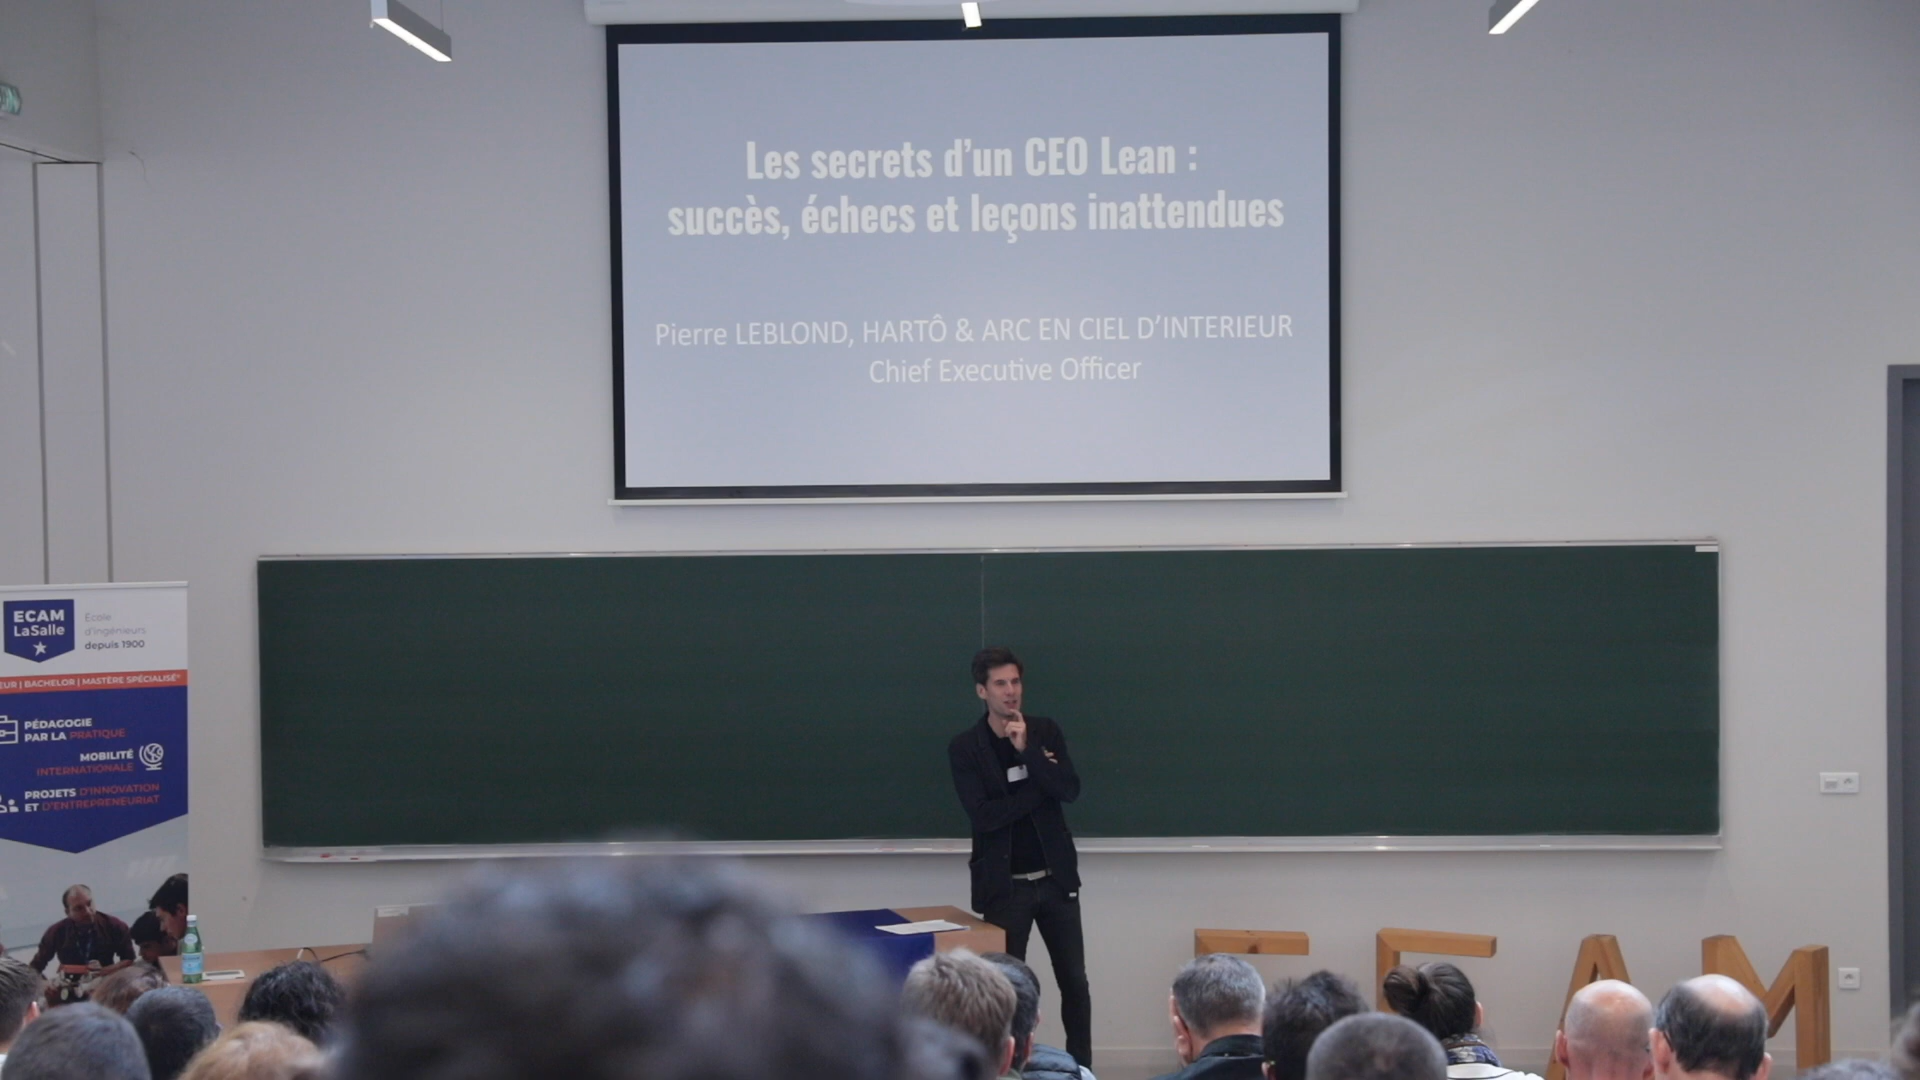 Les secrets d'un CEO Lean :
succès, échecs et leçons inattendues
Pierre LEBLOND, HARTÔ & ARC EN CIEL D'INTERIEUR
Chief Executive Officer
ECAM
LaSalle
École
d'ingénieurs
depuis 1900
EUR | BACHELOR | MASTÈRE SPÉCIALISÉ®
PÉDAGOGIE
PAR LA PRATIQUE
MOBILITÉ
INTERNATIONALE
PROJETS D'INNOVATION
ET D'ENTREPRENEURIAT
ECAM